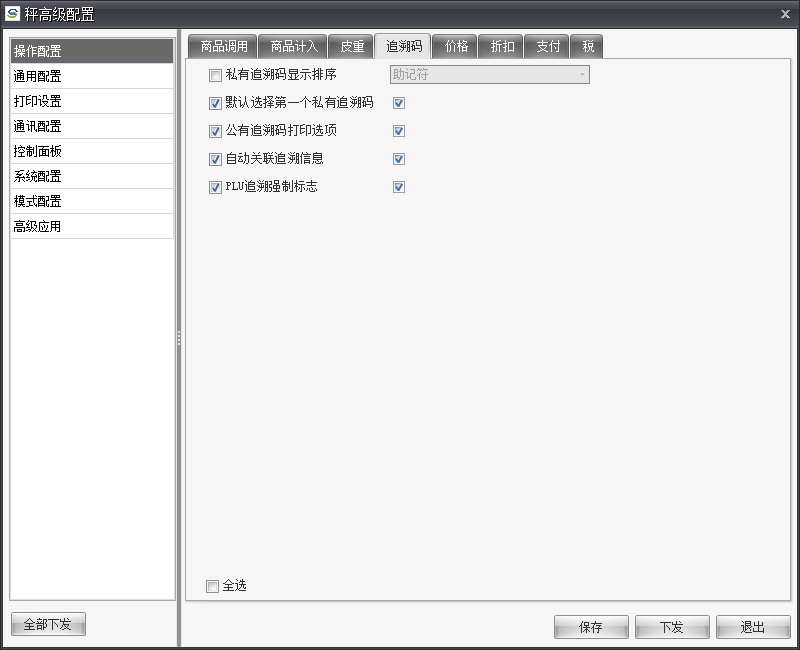 秤高级配置
操作配置
通用配置
打印设置
通讯配置
控制面板
系统配置
模式配置
高级应用
全部下发
商品调用 商品计入 皮重 追溯码 价格 折扣 支付 税
私有追溯码显示排序 助记符
默认选择第一个私有追溯码
公有追溯码打印选项
自动关联追溯信息
PLU追溯强制标志
全选
保存 下发 退出